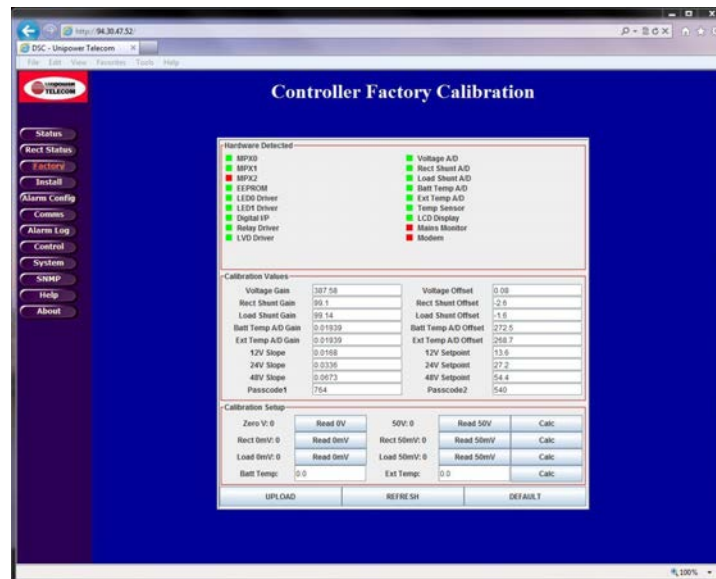 http://94.30.47.52/
DSC - Unipower Telecom
File Edit View Favorites Tools Help
UNIPOWER
TELECOM
Controller Factory Calibration
Status
Rect Status
Factory
Install
Alarm Config
Comms
Alarm Log
Control
System
SNMP
Help
About
Hardware Detected
MPX0 Voltage A/D
MPX1 Rect Shunt A/D
MPX2 Load Shunt A/D
EEPROM Batt Temp A/D
LED0 Driver Ext Temp A/D
LED1 Driver Temp Sensor
Digital I/P LCD Display
Relay Driver Mains Monitor
LVD Driver Modem
Calibration Values
Voltage Gain 387.58 Voltage Offset 0.08
Rect Shunt Gain 99.1 Rect Shunt Offset -2.6
Load Shunt Gain 99.14 Load Shunt Offset -1.6
Batt Temp A/D Gain 0.01939 Batt Temp A/D Offset 272.5
Ext Temp A/D Gain 0.01939 Ext Temp A/D Offset 268.7
12V Slope 0.0168 12V Setpoint 13.6
24V Slope 0.0336 24V Setpoint 27.2
48V Slope 0.0673 48V Setpoint 54.4
Passcode1 764 Passcode2 540
Calibration Setup
Zero V: 0 Read 0V 50V: 0 Read 50V Calc
Rect 0mV: 0 Read 0mV Rect 50mV: 0 Read 50mV Calc
Load 0mV: 0 Read 0mV Load 50mV: 0 Read 50mV Calc
Batt Temp: 0.0 Ext Temp: 0.0 Calc
UPLOAD REFRESH DEFAULT
100%